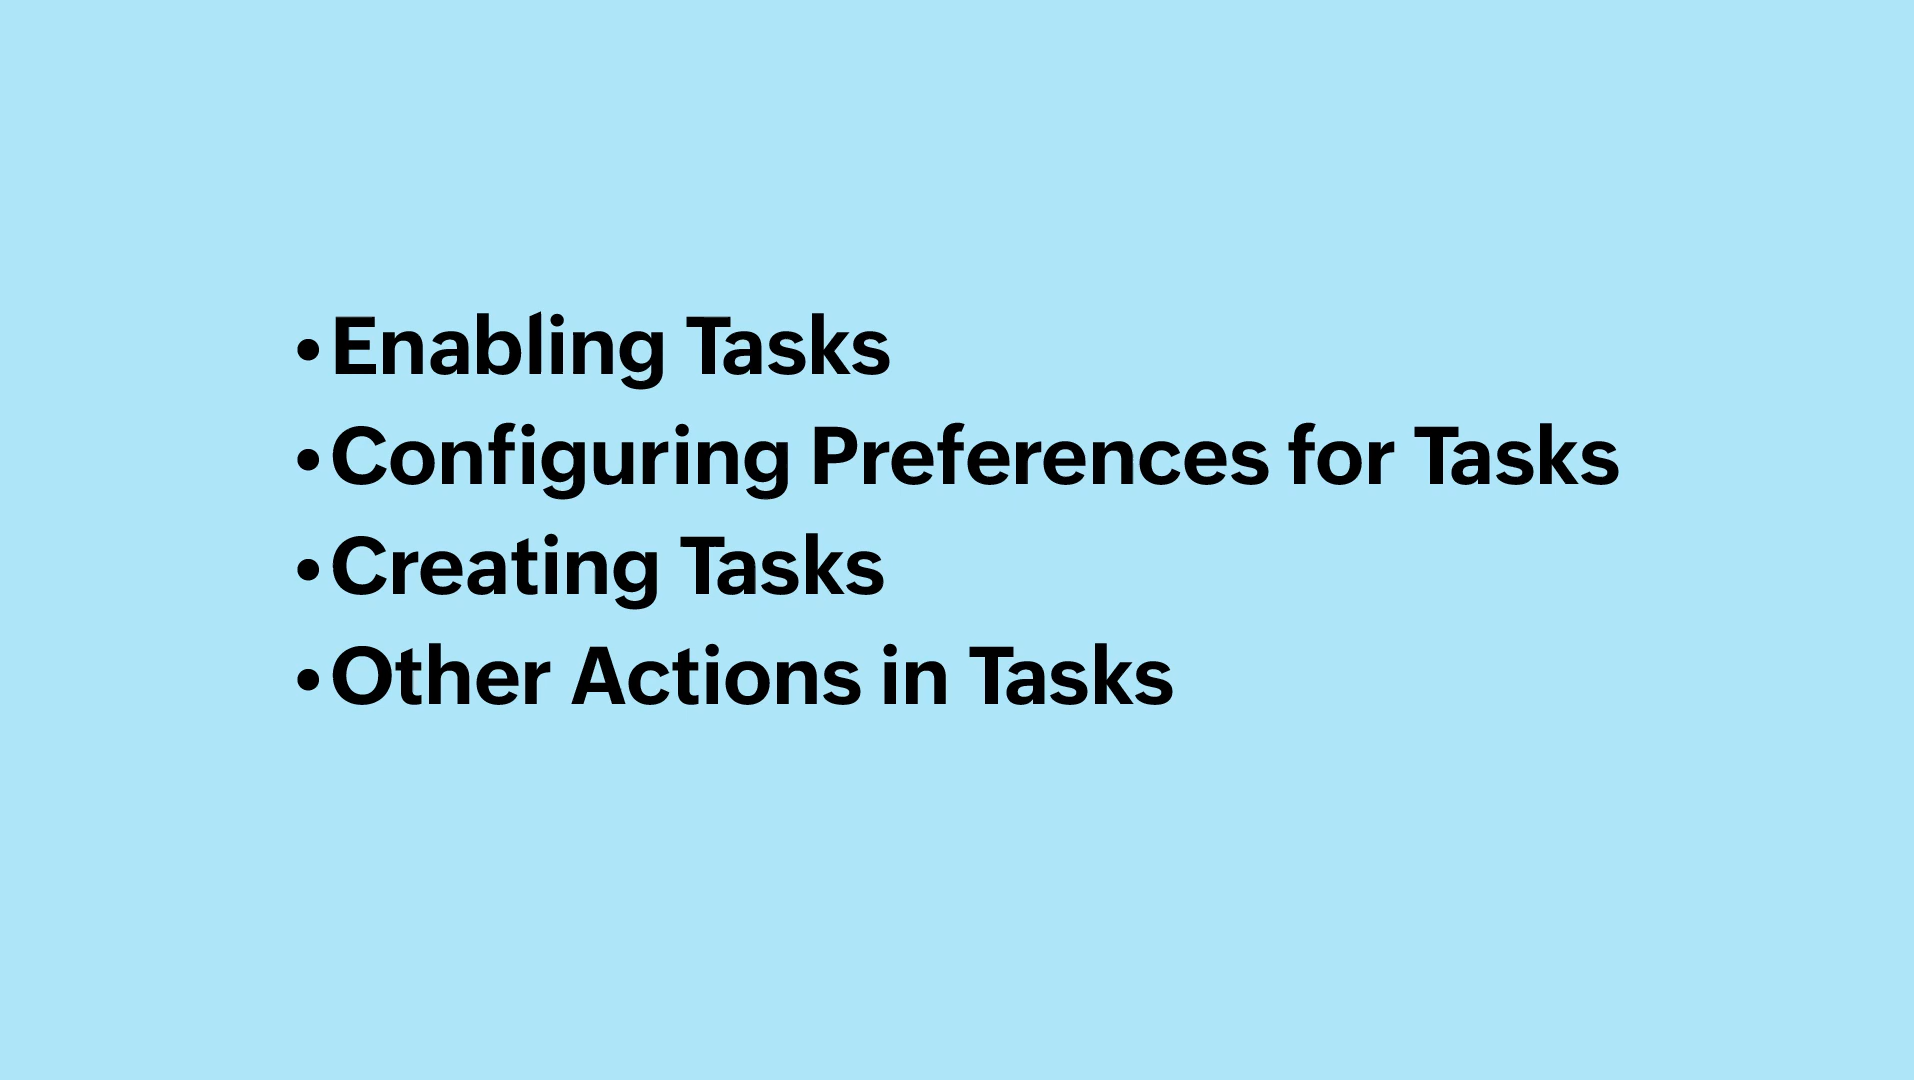 •Enabling Tasks
•Configuring Preferences for Tasks
•Creating Tasks
•Other Actions in Tasks